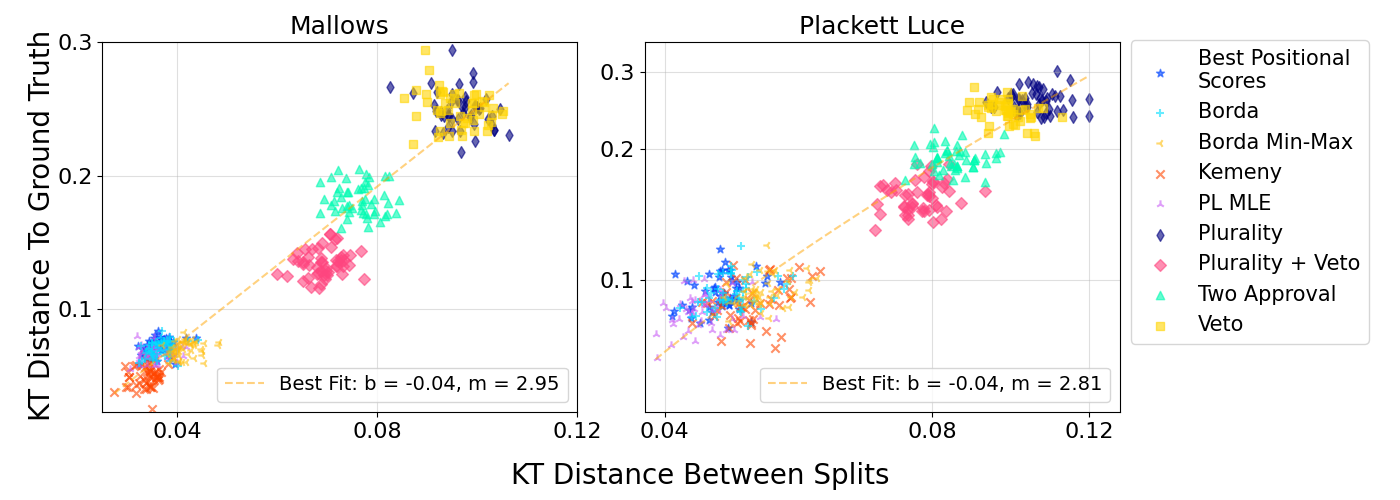 Mallows
Plackett Luce
KT Distance To Ground Truth
0.3
0.2
0.1
0.04
0.08
0.12
Best Fit: b = -0.04, m = 2.95
0.3
0.2
0.1
0.04
0.08
0.12
Best Fit: b = -0.04, m = 2.81
KT Distance Between Splits
Best Positional
Scores
Borda
Borda Min-Max
Kemeny
PL MLE
Plurality
Plurality + Veto
Two Approval
Veto